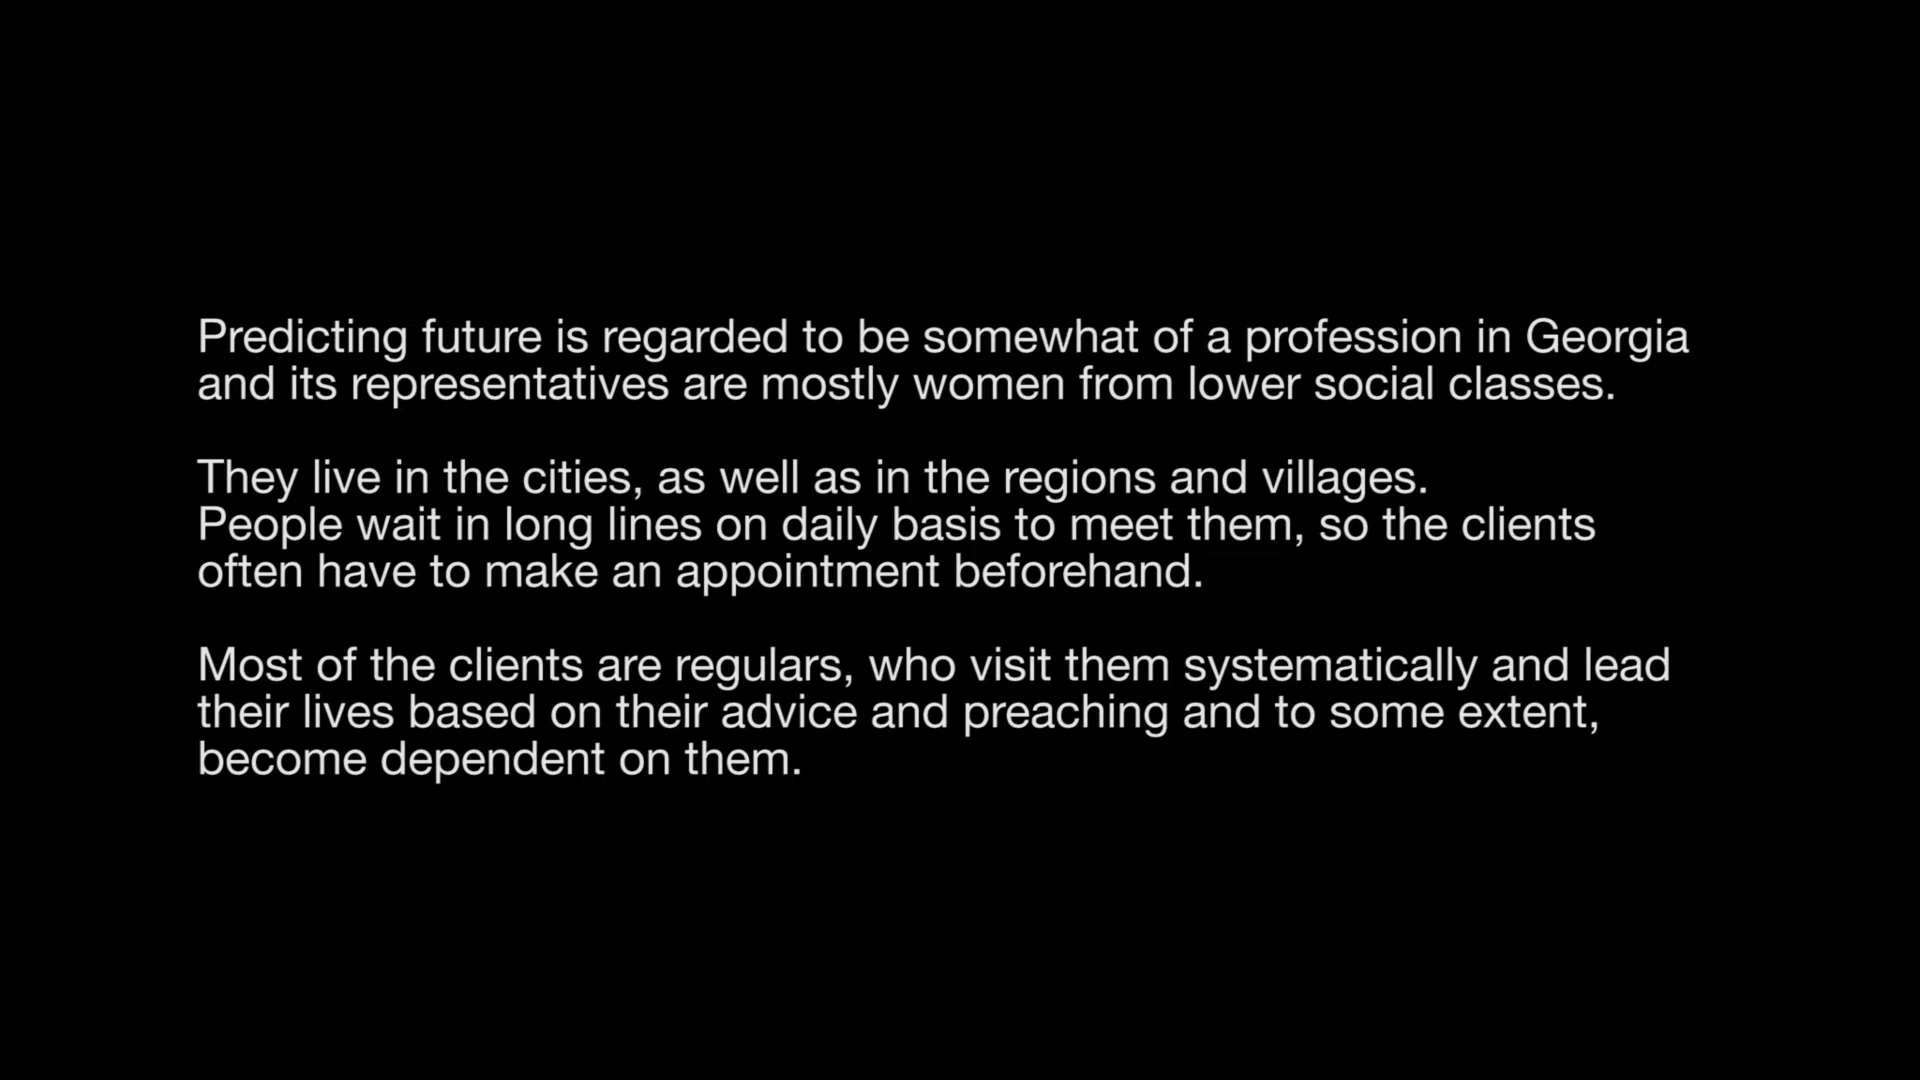 Predicting future is regarded to be somewhat of a profession in Georgia
and its representatives are mostly women from lower social classes.
They live in the cities, as well as in the regions and villages.
People wait in long lines on daily basis to meet them, so the clients
often have to make an appointment beforehand.
Most of the clients are regulars, who visit them systematically and lead
their lives based on their advice and preaching and to some extent,
become dependent on them.